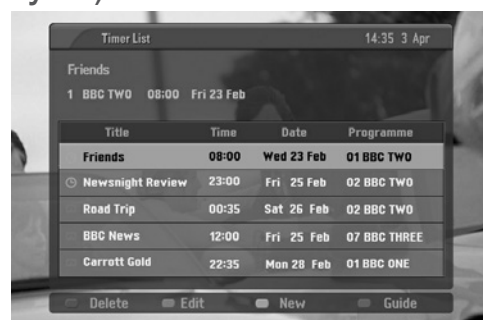 Timer List 14:35 3 Apr
Friends
1 BBC TWO 08:00 Fri 23 Feb
Title Time Date Programme
Friends 08:00 Wed 23 Feb 01 BBC TWO
Newsnight Review 23:00 Fri 25 Feb 02 BBC TWO
Road Trip 00:35 Sat 26 Feb 02 BBC TWO
BBC News 12:00 Fri 25 Feb 07 BBC THREE
Carrott Gold 22:35 Mon 28 Feb 01 BBC ONE
Delete Edit New Guide